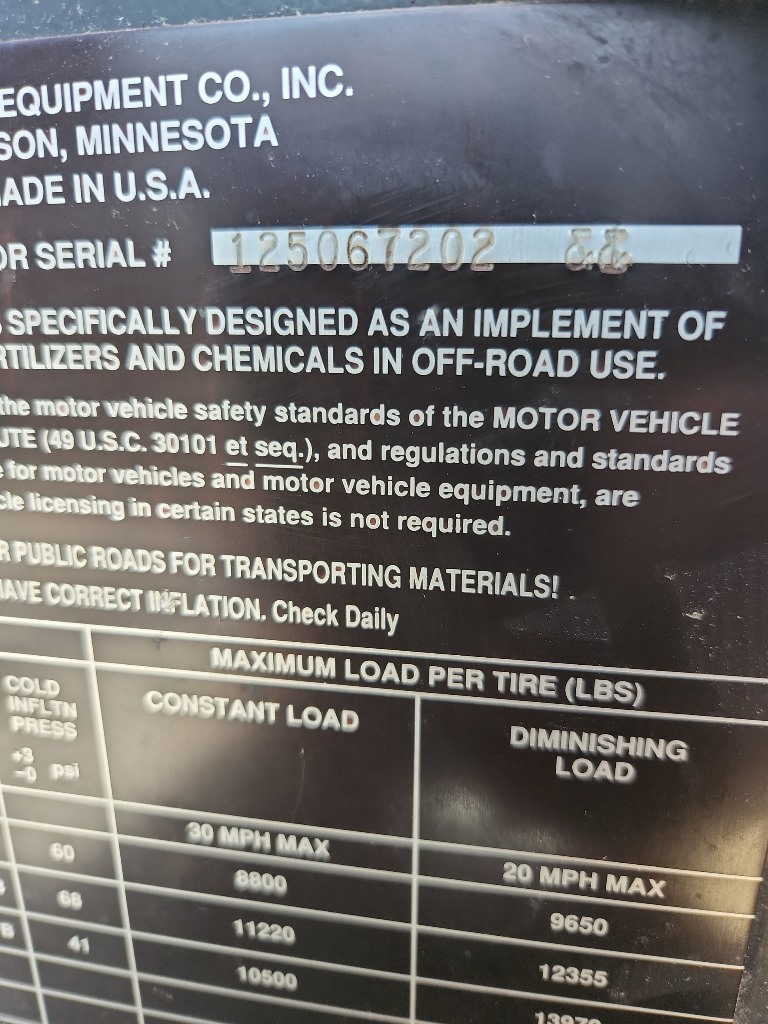 EQUIPMENT CO., INC.
SON, MINNESOTA
ADE IN U.S.A.
OR SERIAL # 125067202 &&
SPECIFICALLY DESIGNED AS AN IMPLEMENT OF
RTILIZERS AND CHEMICALS IN OFF-ROAD USE.
the motor vehicle safety standards of the MOTOR VEHICLE
UTE (49 U.S.C. 30101 et seq.), and regulations and standards
for motor vehicles and motor vehicle equipment, are
cle licensing in certain states is not required.
R PUBLIC ROADS FOR TRANSPORTING MATERIALS!
HAVE CORRECT INFLATION. Check Daily
MAXIMUM LOAD PER TIRE (LBS)
COLD
INFLTN
PRESS
+3
-0 psi
CONSTANT LOAD
DIMINISHING
LOAD
30 MPH MAX
20 MPH MAX
60 8800 9650
68 11220 12355
B 41 10500